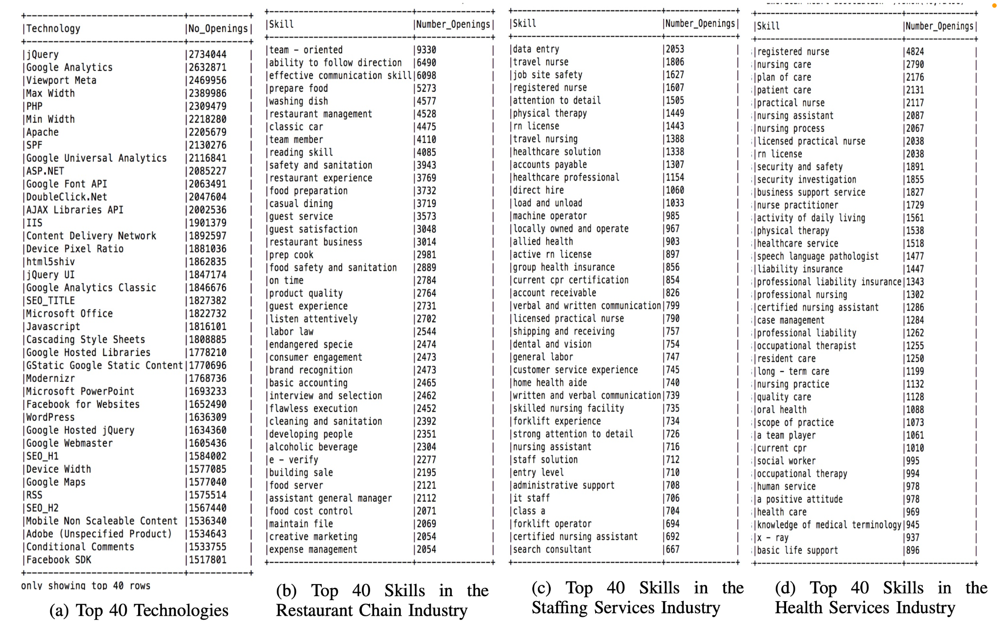 +------------------------------+-----------+
|Technology |No_Openings|
+------------------------------+-----------+
|jQuery |2734044 |
|Google Analytics |2632871 |
|Viewport Meta |2469956 |
|Max Width |2389986 |
|PHP |2309479 |
|Min Width |2218280 |
|Apache |2205679 |
|SPF |2130276 |
|Google Universal Analytics |2116841 |
|ASP.NET |2085227 |
|Google Font API |2063491 |
|DoubleClick.Net |2047604 |
|AJAX Libraries API |2002536 |
|IIS |1901379 |
|Content Delivery Network |1892597 |
|Device Pixel Ratio |1881036 |
|html5shiv |1862835 |
|jQuery UI |1847174 |
|Google Analytics Classic |1846676 |
|SEO_TITLE |1827382 |
|Microsoft Office |1822732 |
|Javascript |1816101 |
|Cascading Style Sheets |1808885 |
|Google Hosted Libraries |1778210 |
|GStatic Google Static Content|1770696 |
|Modernizr |1768736 |
|Microsoft PowerPoint |1693233 |
|Facebook for Websites |1652490 |
|WordPress |1636309 |
|Google Hosted jQuery |1634360 |
|Google Webmaster |1605436 |
|SEO_H1 |1584002 |
|Device Width |1577085 |
|Google Maps |1577040 |
|RSS |1575514 |
|SEO_H2 |1567440 |
|Mobile Non Scaleable Content |1536340 |
|Adobe (Unspecified Product) |1534643 |
|Conditional Comments |1533755 |
|Facebook SDK |1517801 |
+------------------------------+-----------+
only showing top 40 rows
(a) Top 40 Technologies
+------------------------------+---------------+
|Skill |Number_Openings|
+------------------------------+---------------+
|team - oriented |9330 |
|ability to follow direction |6490 |
|effective communication skill|6098 |
|prepare food |5273 |
|washing dish |4577 |
|restaurant management |4528 |
|classic car |4475 |
|team member |4110 |
|reading skill |4085 |
|safety and sanitation |3943 |
|restaurant experience |3769 |
|food preparation |3732 |
|casual dining |3719 |
|guest service |3573 |
|guest satisfaction |3048 |
|restaurant business |3014 |
|prep cook |2981 |
|food safety and sanitation |2889 |
|on time |2784 |
|product quality |2764 |
|guest experience |2731 |
|listen attentively |2702 |
|labor law |2544 |
|endangered specie |2474 |
|consumer engagement |2473 |
|brand recognition |2473 |
|basic accounting |2465 |
|interview and selection |2462 |
|flawless execution |2452 |
|cleaning and sanitation |2392 |
|developing people |2351 |
|alcoholic beverage |2304 |
|e - verify |2277 |
|building sale |2195 |
|food server |2121 |
|assistant general manager |2112 |
|food cost control |2071 |
|maintain file |2069 |
|creative marketing |2054 |
|expense management |2054 |
+------------------------------+---------------+
(b) Top 40 Skills in the
Restaurant Chain Industry
+------------------------------+---------------+
|Skill |Number_Openings|
+------------------------------+---------------+
|data entry |2053 |
|travel nurse |1806 |
|job site safety |1627 |
|registered nurse |1607 |
|attention to detail |1505 |
|physical therapy |1449 |
|rn license |1443 |
|travel nursing |1388 |
|healthcare solution |1338 |
|accounts payable |1307 |
|healthcare professional |1154 |
|direct hire |1060 |
|load and unload |1033 |
|machine operator |985 |
|locally owned and operate |967 |
|allied health |903 |
|active rn license |897 |
|group health insurance |856 |
|current cpr certification |854 |
|account receivable |826 |
|verbal and written communication|799 |
|licensed practical nurse |790 |
|shipping and receiving |757 |
|dental and vision |754 |
|general labor |747 |
|customer service experience |745 |
|home health aide |740 |
|written and verbal communication|739 |
|skilled nursing facility |735 |
|forklift experience |734 |
|strong attention to detail |726 |
|nursing assistant |716 |
|staff solution |712 |
|entry level |710 |
|administrative support |708 |
|it staff |706 |
|class a |704 |
|forklift operator |694 |
|certified nursing assistant |692 |
|search consultant |667 |
+------------------------------+---------------+
(c) Top 40 Skills in the
Staffing Services Industry
+------------------------------+---------------+
|Skill |Number_Openings|
+------------------------------+---------------+
|registered nurse |4824 |
|nursing care |2790 |
|plan of care |2176 |
|patient care |2131 |
|practical nurse |2117 |
|nursing assistant |2087 |
|nursing process |2067 |
|licensed practical nurse |2038 |
|rn license |2038 |
|security and safety |1891 |
|security investigation |1855 |
|business support service |1827 |
|nurse practitioner |1729 |
|activity of daily living |1561 |
|physical therapy |1538 |
|healthcare service |1518 |
|speech language pathologist |1477 |
|liability insurance |1447 |
|professional liability insurance|1343 |
|professional nursing |1302 |
|certified nursing assistant |1286 |
|case management |1284 |
|professional liability |1262 |
|occupational therapist |1255 |
|resident care |1250 |
|long - term care |1199 |
|nursing practice |1132 |
|quality care |1128 |
|oral health |1088 |
|scope of practice |1073 |
|a team player |1061 |
|current cpr |1010 |
|social worker |995 |
|occupational therapy |994 |
|human service |978 |
|a positive attitude |978 |
|health care |969 |
|knowledge of medical terminology|945 |
|x - ray |937 |
|basic life support |896 |
+------------------------------+---------------+
(d) Top 40 Skills in the
Health Services Industry